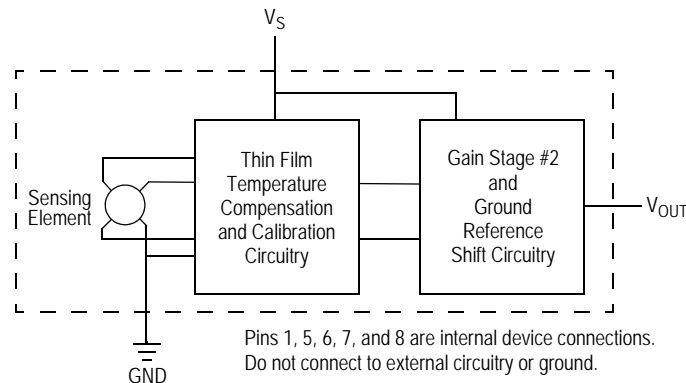 V_S
Sensing
Element
Thin Film
Temperature
Compensation
and Calibration
Circuitry
Gain Stage #2
and
Ground
Reference
Shift Circuitry
V_OUT
GND
Pins 1, 5, 6, 7, and 8 are internal device connections.
Do not connect to external circuitry or ground.